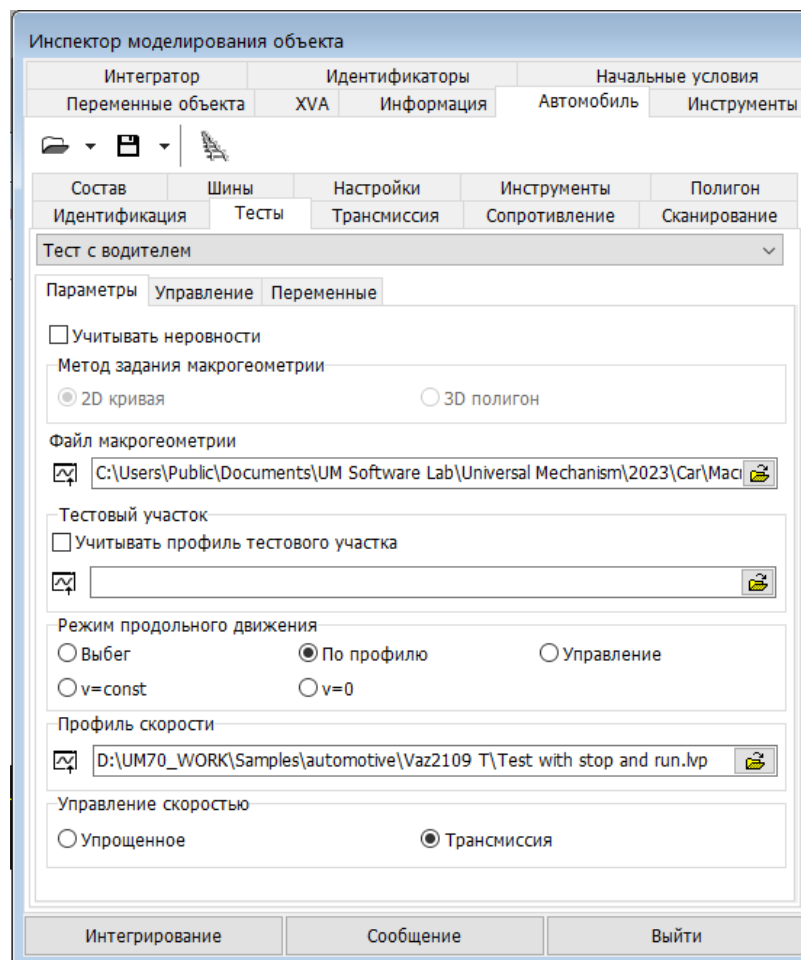 Инспектор моделирования объекта
Интегратор Идентификаторы Начальные условия
Переменные объекта XVA Информация Автомобиль Инструменты
Состав Шины Настройки Инструменты Полигон
Идентификация Тесты Трансмиссия Сопротивление Сканирование
Тест с водителем
Параметры Управление Переменные
Учитывать неровности
Метод задания макрогеометрии
2D кривая 3D полигон
Файл макрогеометрии
C:\Users\Public\Documents\UM Software Lab\Universal Mechanism\2023\Car\Maci
Тестовый участок
Учитывать профиль тестового участка
Режим продольного движения
Выбег По профилю Управление
v=const v=0
Профиль скорости
D:\UM70_WORK\Samples\automotive\Vaz2109 T\Test with stop and run.lvp
Управление скоростью
Упрощенное Трансмиссия
Интегрирование Сообщение Выйти